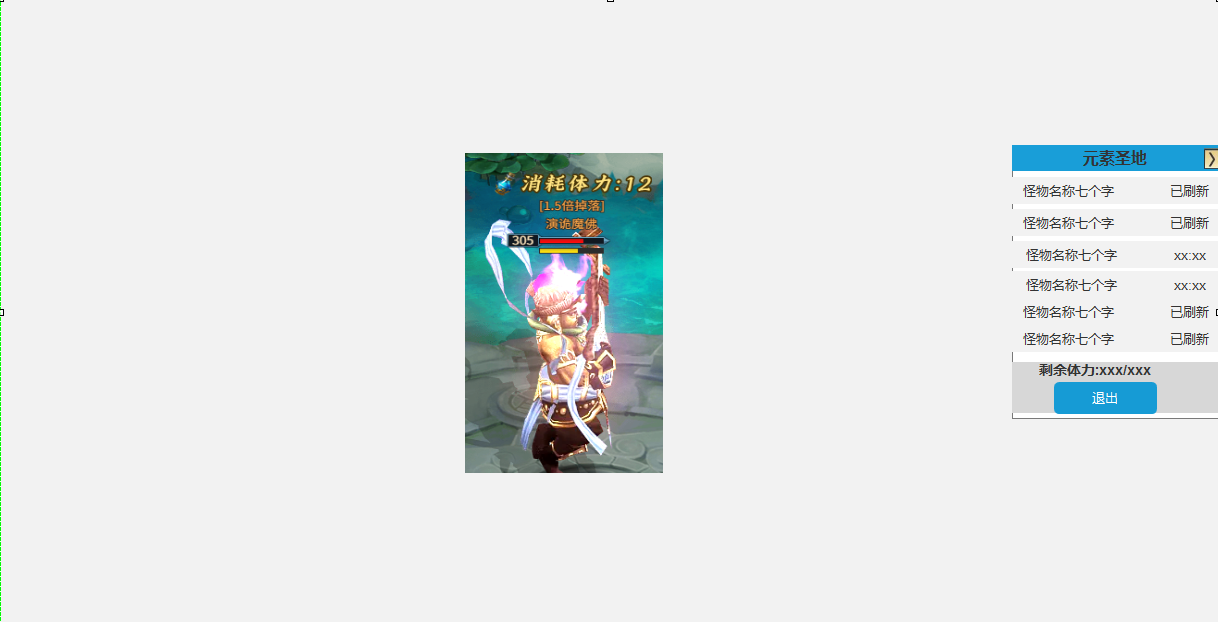 消耗体力:12
[1.5倍掉落]
演诡魔佛
305
元素圣地
怪物名称七个字 已刷新
怪物名称七个字 已刷新
怪物名称七个字 xx:xx
怪物名称七个字 xx:xx
怪物名称七个字 已刷新
怪物名称七个字 已刷新
剩余体力:xxx/xxx
退出